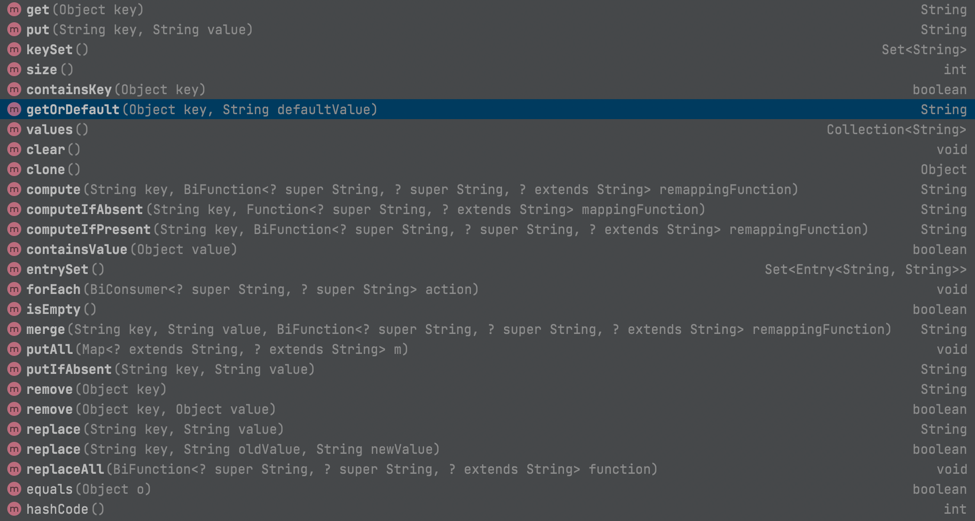 get(Object key) String
put(String key, String value) String
keySet() Set<String>
size() int
containsKey(Object key) boolean
getOrDefault(Object key, String defaultValue) String
values() Collection<String>
clear() void
clone() Object
compute(String key, BiFunction<? super String, ? super String, ? extends String> remappingFunction) String
computeIfAbsent(String key, Function<? super String, ? extends String> mappingFunction) String
computeIfPresent(String key, BiFunction<? super String, ? super String, ? extends String> remappingFunction) String
containsValue(Object value) boolean
entrySet() Set<Entry<String, String>>
forEach(BiConsumer<? super String, ? super String> action) void
isEmpty() boolean
merge(String key, String value, BiFunction<? super String, ? super String, ? extends String> remappingFunction) String
putAll(Map<? extends String, ? extends String> m) void
putIfAbsent(String key, String value) String
remove(Object key) String
remove(Object key, Object value) boolean
replace(String key, String value) String
replace(String key, String oldValue, String newValue) boolean
replaceAll(BiFunction<? super String, ? super String, ? extends String> function) void
equals(Object o) boolean
hashCode() int